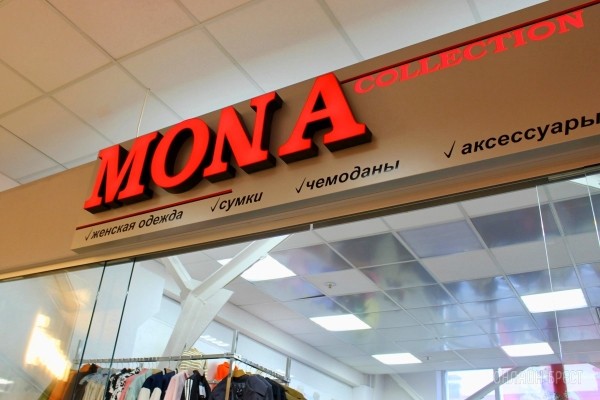 MONA COLLECTION
✓женская одежда ✓сумки ✓чемоданы ✓аксессуары